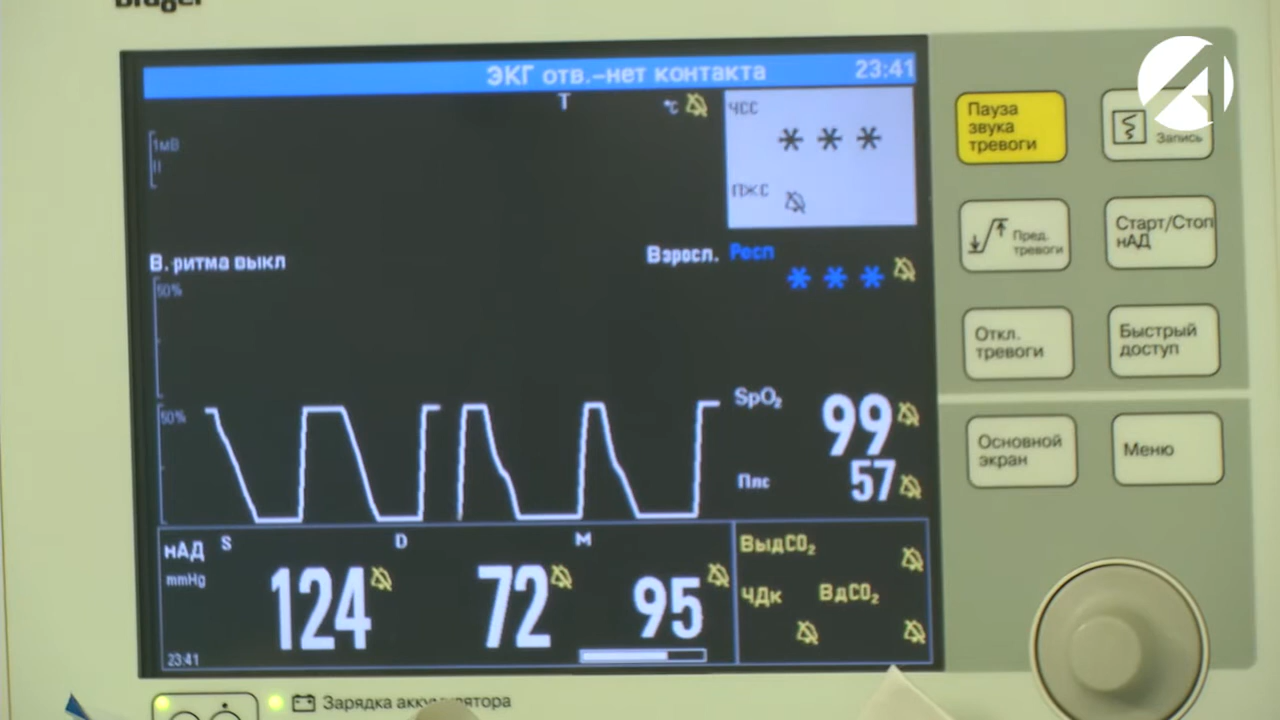 Dräger
ЭКГ отв.-нет контакта 23:41
T °C
ЧСС
1мВ
II
* * *
ПЖС
В. ритма выкл
Взросл. Респ
* * *
50%
50%
SpO₂
99
Плс 57
нАД S D M
mmHg
124 72 95
23:41
ВыдCO₂
ЧДк ВдCO₂
Пауза
звука
тревоги
Запись
Пред.
тревоги
Старт/Стоп
нАД
Откл.
тревоги
Быстрый
доступ
Основной
экран
Меню
Зарядка аккумулятора